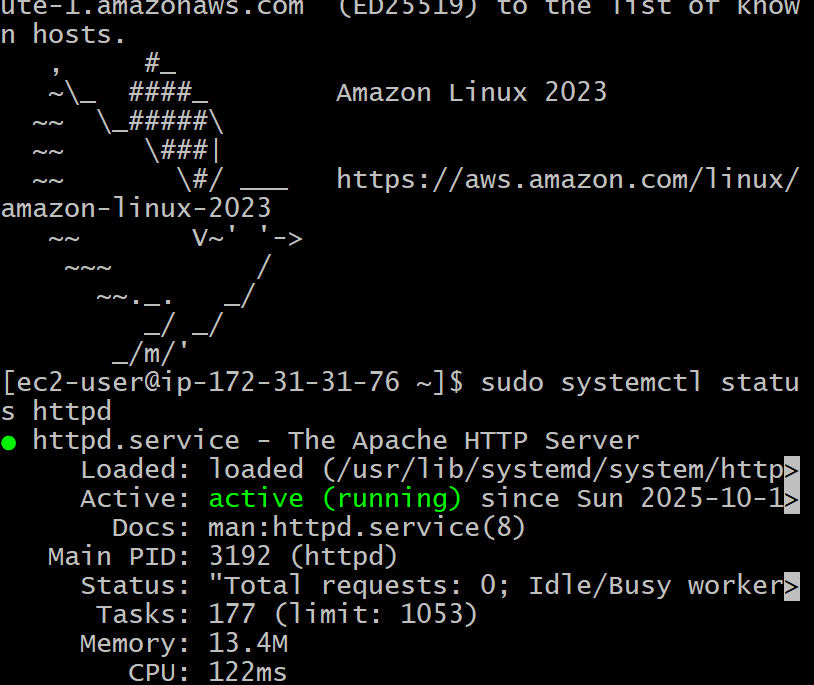 ute-1.amazonaws.com' (ED25519) to the list of know
n hosts.
   ,     #_
   ~\_  ####_        Amazon Linux 2023
  ~~  \_#####\
  ~~     \###|
  ~~       \#/ ___   https://aws.amazon.com/linux/
amazon-linux-2023
   ~~       V~' '->
    ~~~         /
      ~~._.   _/
         _/ _/
       _/m/'
[ec2-user@ip-172-31-31-76 ~]$ sudo systemctl statu
s httpd
● httpd.service - The Apache HTTP Server
     Loaded: loaded (/usr/lib/systemd/system/http>
     Active: active (running) since Sun 2025-10-1>
       Docs: man:httpd.service(8)
   Main PID: 3192 (httpd)
     Status: "Total requests: 0; Idle/Busy worker>
      Tasks: 177 (limit: 1053)
     Memory: 13.4M
        CPU: 122ms